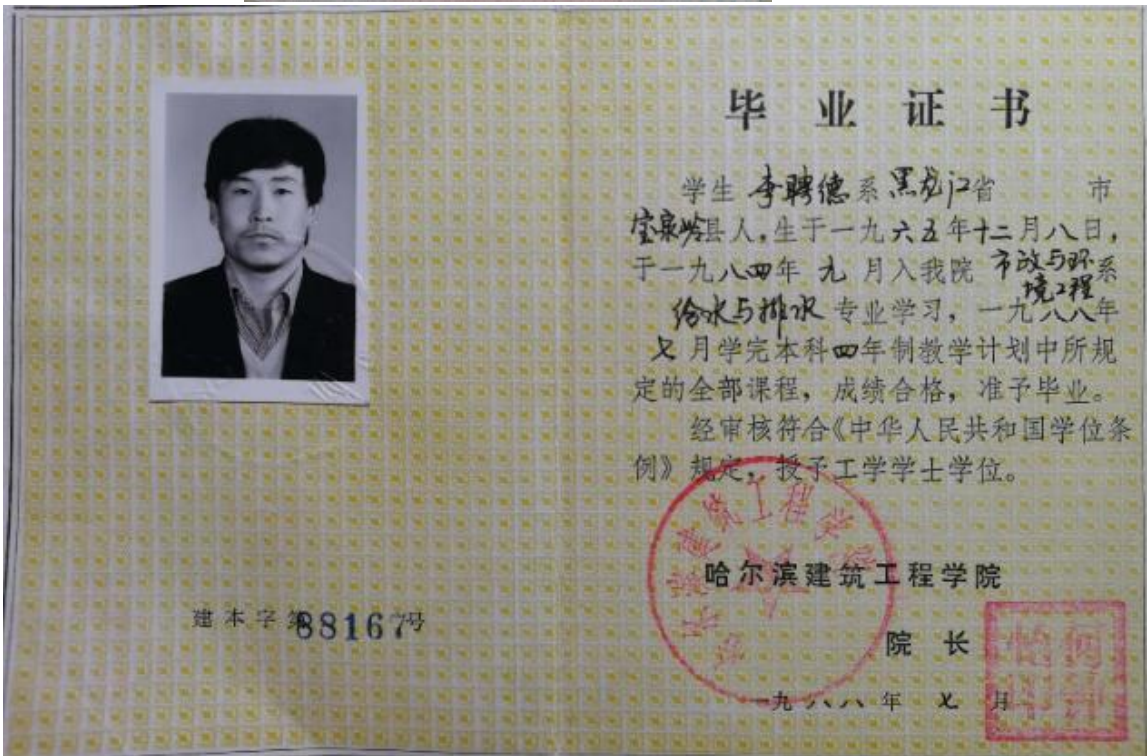 毕业证书
学生 李聘德 系 黑龙江省 市
宝泉岭县人，生于一九六五年十二月八日，
于一九八四年 九 月入我院 市政与环境工程系
给水与排水 专业学习，一九八八年
七月学完本科四年制教学计划中所规
定的全部课程，成绩合格，准予毕业。
经审核符合《中华人民共和国学位条
例》规定，授予工学学士学位。
哈尔滨建筑工程学院
院 长
一九八八年 七 月
建本字第88167号